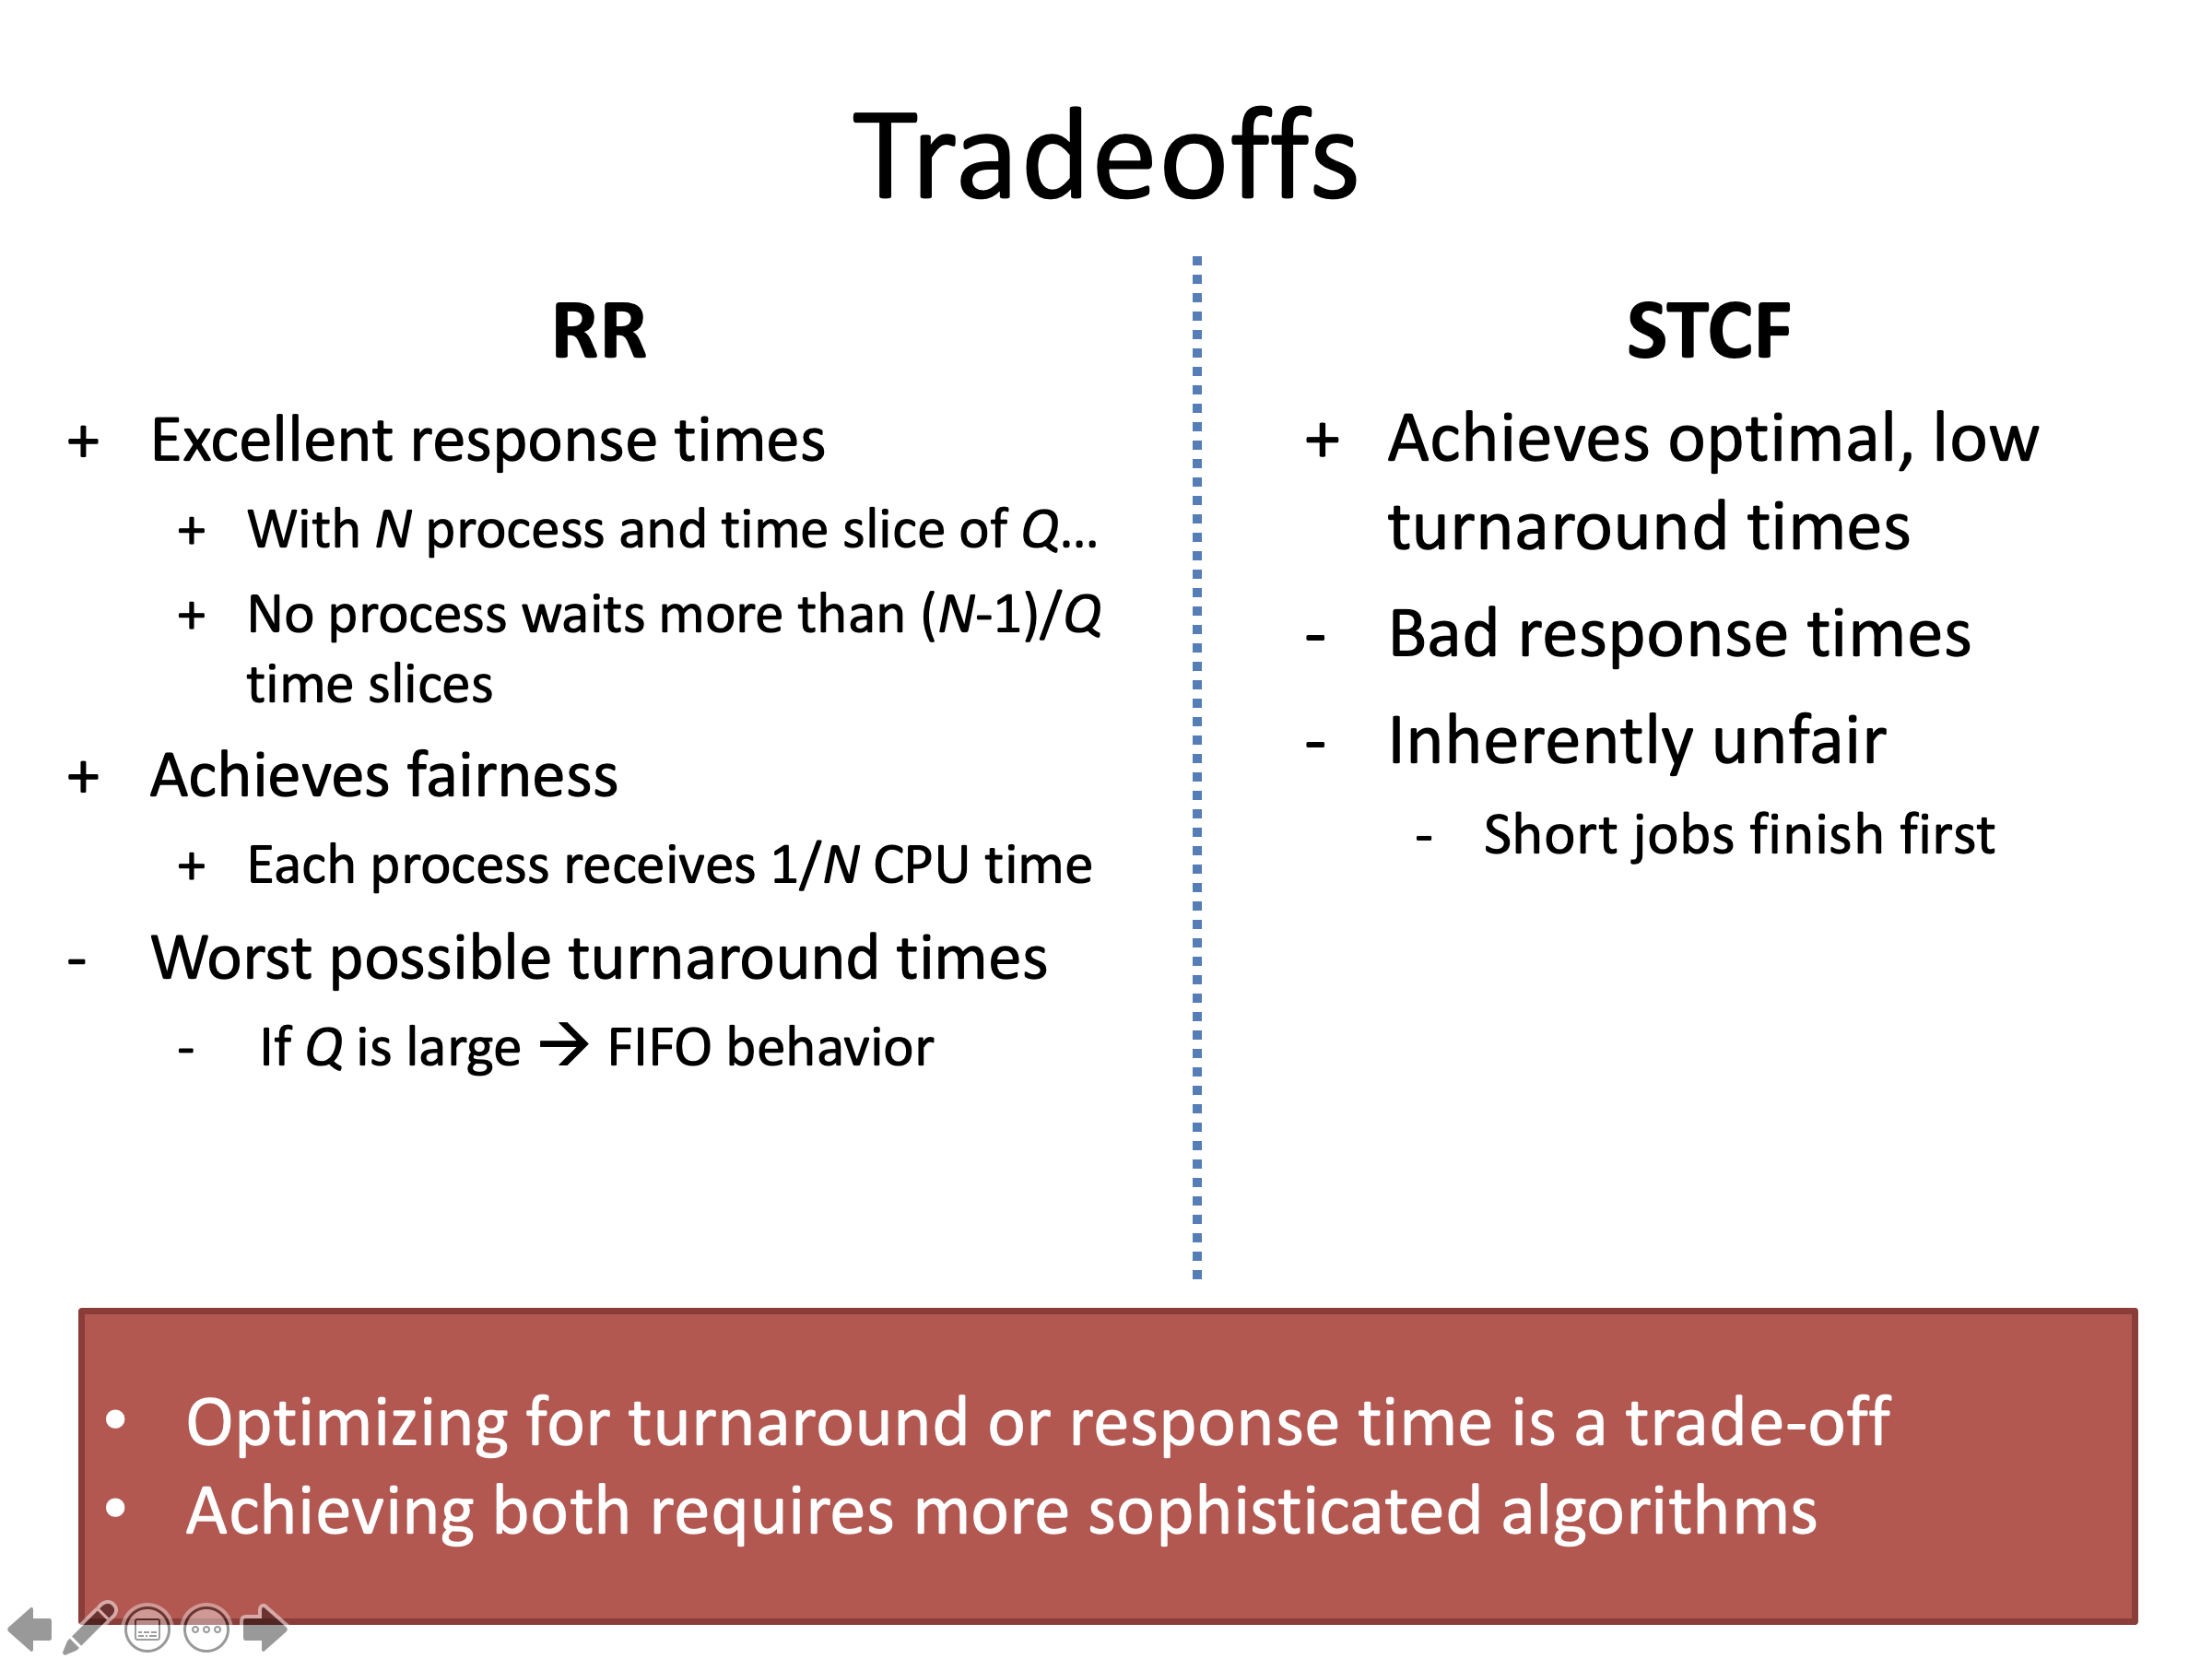 Tradeoffs
RR
+ Excellent response times
+ With N process and time slice of Q...
+ No process waits more than (N-1)/Q
time slices
+ Achieves fairness
+ Each process receives 1/N CPU time
- Worst possible turnaround times
- If Q is large → FIFO behavior
STCF
+ Achieves optimal, low
turnaround times
- Bad response times
- Inherently unfair
- Short jobs finish first
• Optimizing for turnaround or response time is a trade-off
• Achieving both requires more sophisticated algorithms